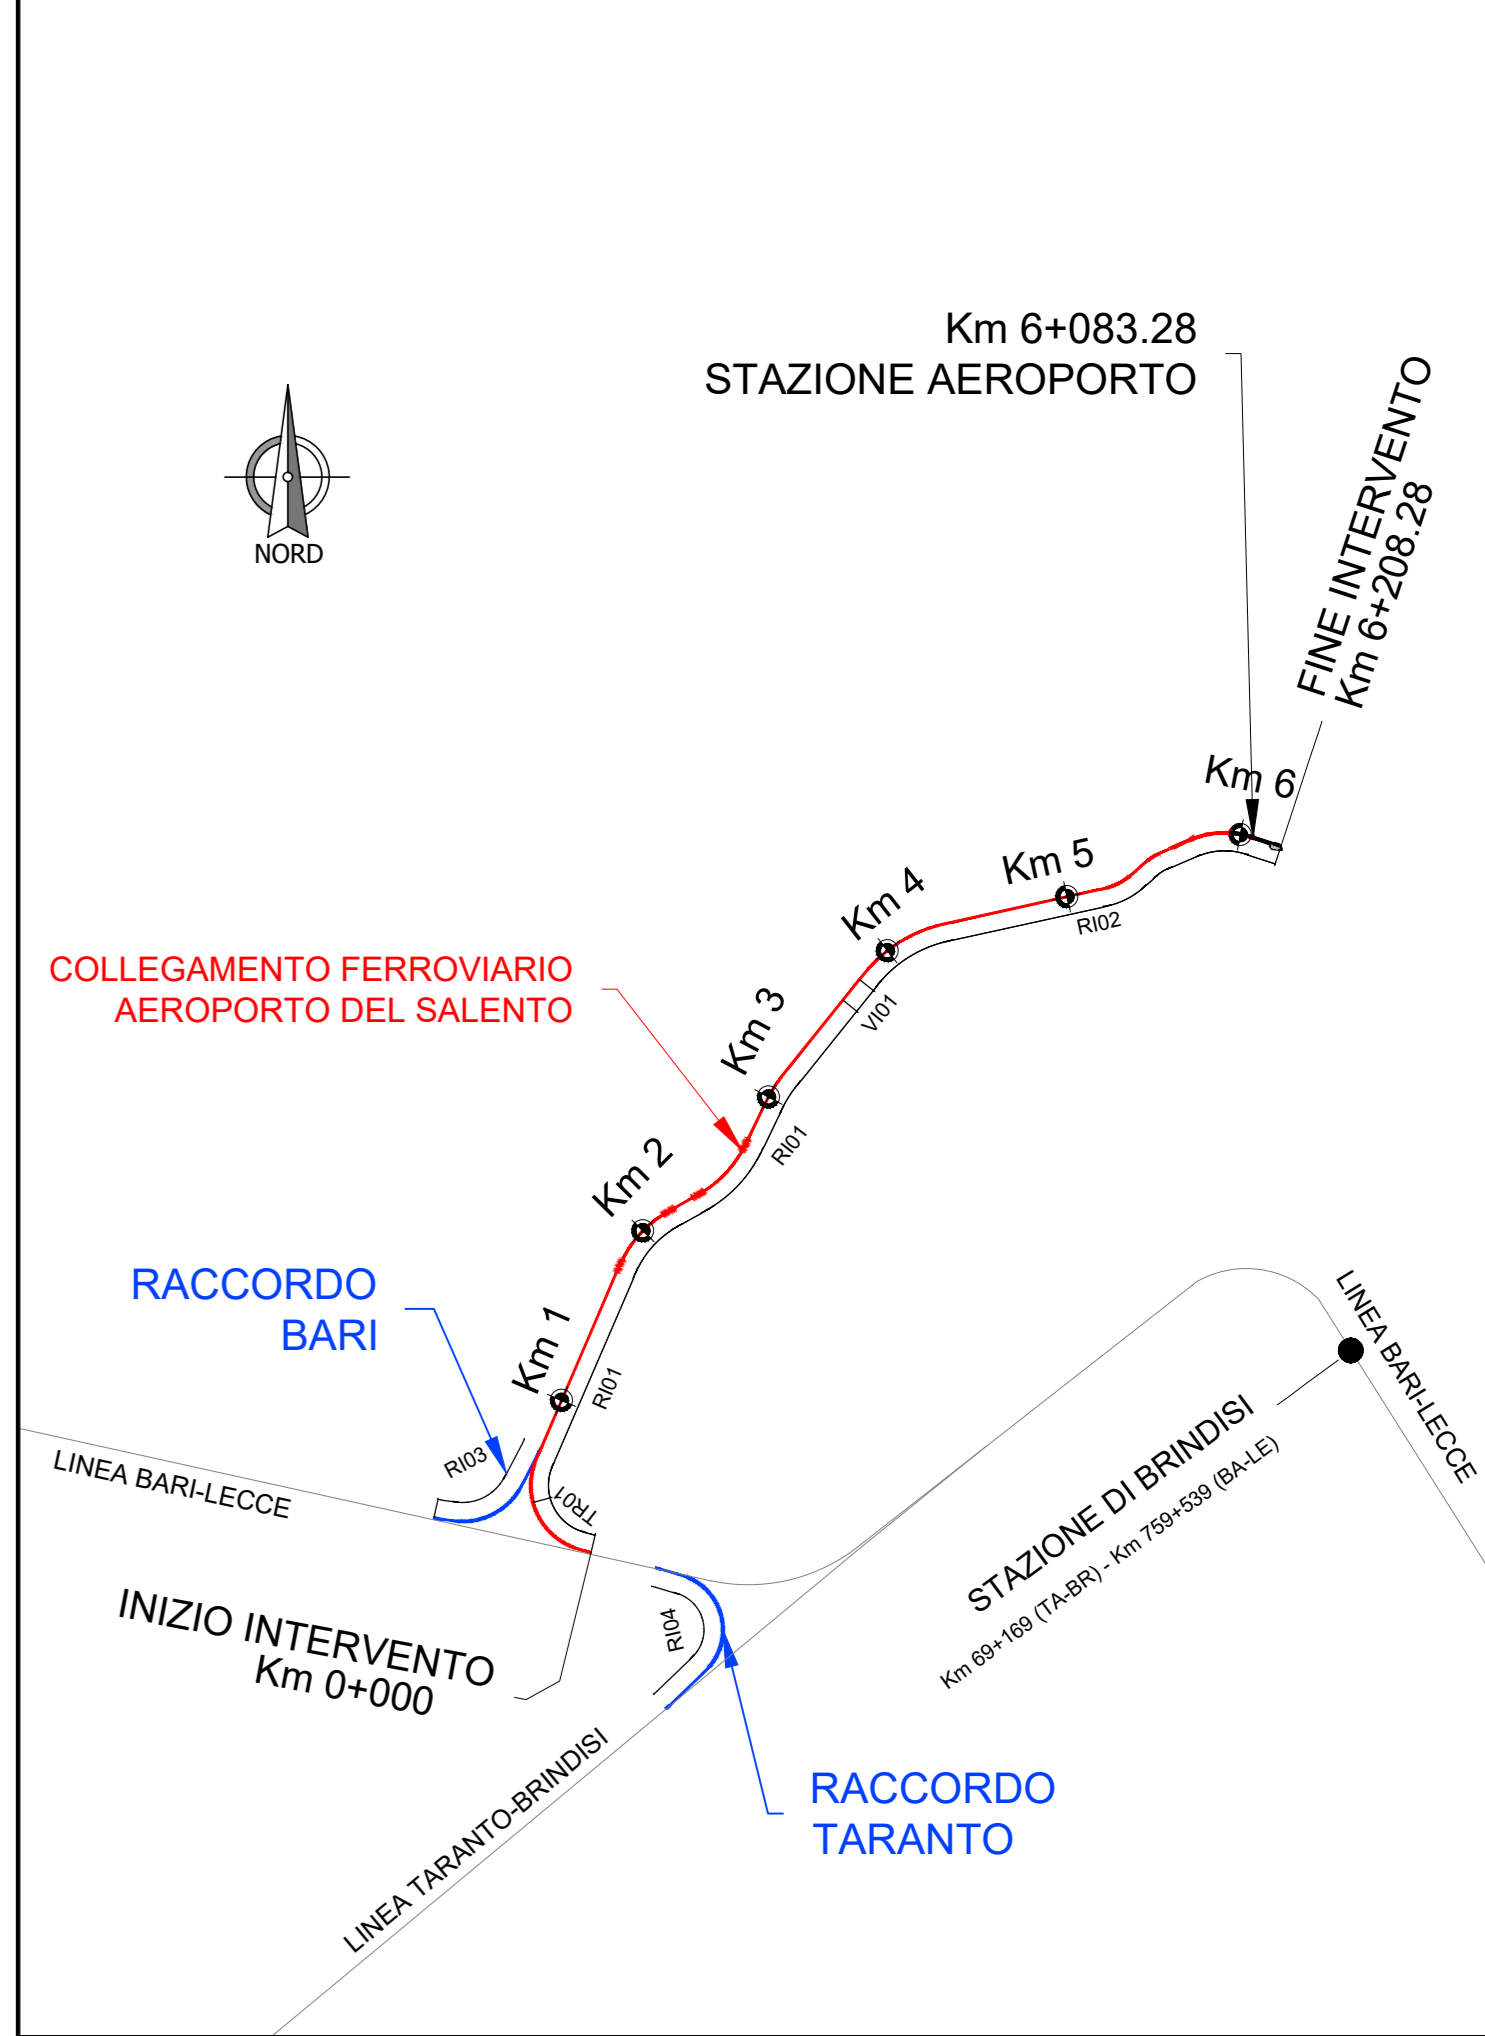 Km 6+083.28
STAZIONE AEROPORTO
FINE INTERVENTO
Km 6+208.28
NORD
Km 6
Km 5
RI02
Km 4
VI01
COLLEGAMENTO FERROVIARIO
AEROPORTO DEL SALENTO
Km 3
RI01
Km 2
RACCORDO
BARI
Km 1
RI01
LINEA BARI-LECCE
RI03
LINEA BARI-LECCE
TR01
STAZIONE DI BRINDISI
Km 69+169 (TA-BR) - Km 759+539 (BA-LE)
INIZIO INTERVENTO
Km 0+000
RI04
LINEA TARANTO-BRINDISI
RACCORDO
TARANTO